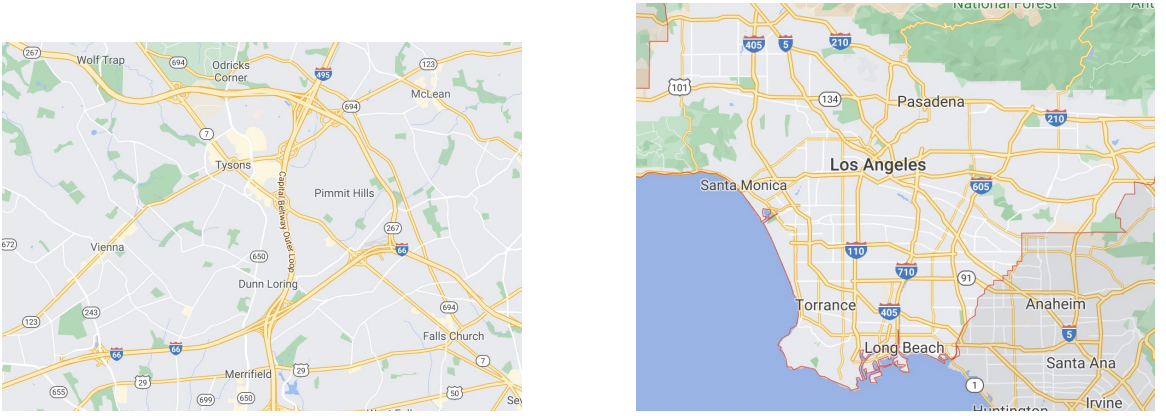 267
Wolf Trap
694
Odricks
Corner
495
123
McLean
694
7
Tysons
Capital Beltway Outer Loop
Pimmit Hills
267
66
672
Vienna
650
Dunn Loring
694
243
123
Falls Church
66
66
7
Merrifield
29
29
655
699
650
50
National Forest
405
5
210
101
134
Pasadena
210
Los Angeles
Santa Monica
605
110
710
91
Torrance
405
Anaheim
5
Long Beach
Santa Ana
1
Irvine
Huntington